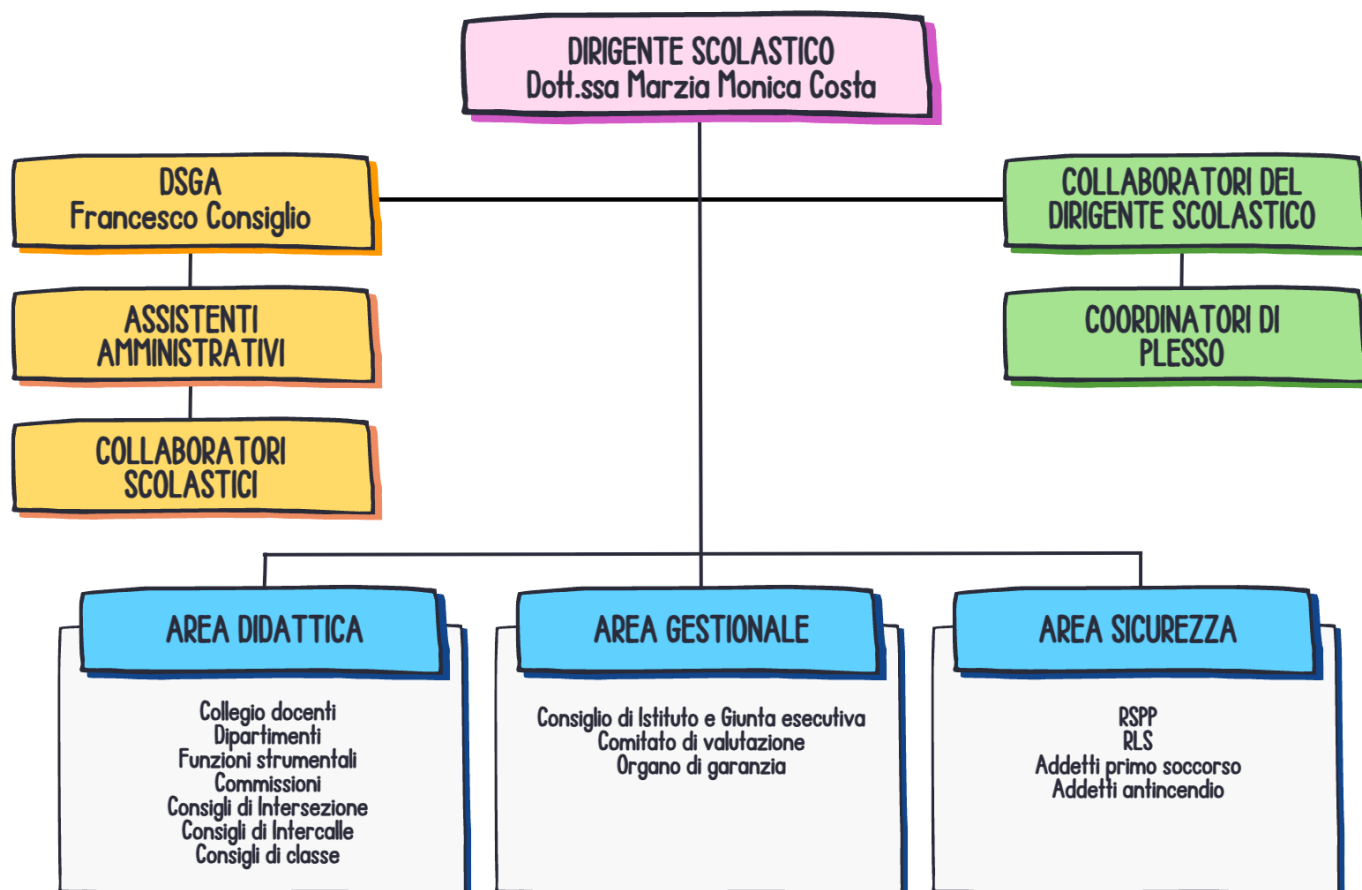 DIRIGENTE SCOLASTICO
Dott.ssa Marzia Monica Costa
DSGA
Francesco Consiglio
COLLABORATORI DEL
DIRIGENTE SCOLASTICO
ASSISTENTI
AMMINISTRATIVI
COORDINATORI DI
PLESSO
COLLABORATORI
SCOLASTICI
AREA DIDATTICA
Collegio docenti
Dipartimenti
Funzioni strumentali
Commissioni
Consigli di Intersezione
Consigli di Intercalle
Consigli di classe
AREA GESTIONALE
Consiglio di Istituto e Giunta esecutiva
Comitato di valutazione
Organo di garanzia
AREA SICUREZZA
RSPP
RLS
Addetti primo soccorso
Addetti antincendio